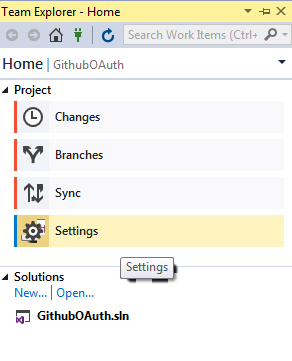 Team Explorer - Home
Search Work Items (Ctrl+
Home | GithubOAuth
Project
Changes
Branches
Sync
Settings
Settings
Solutions
New... | Open...
GithubOAuth.sln